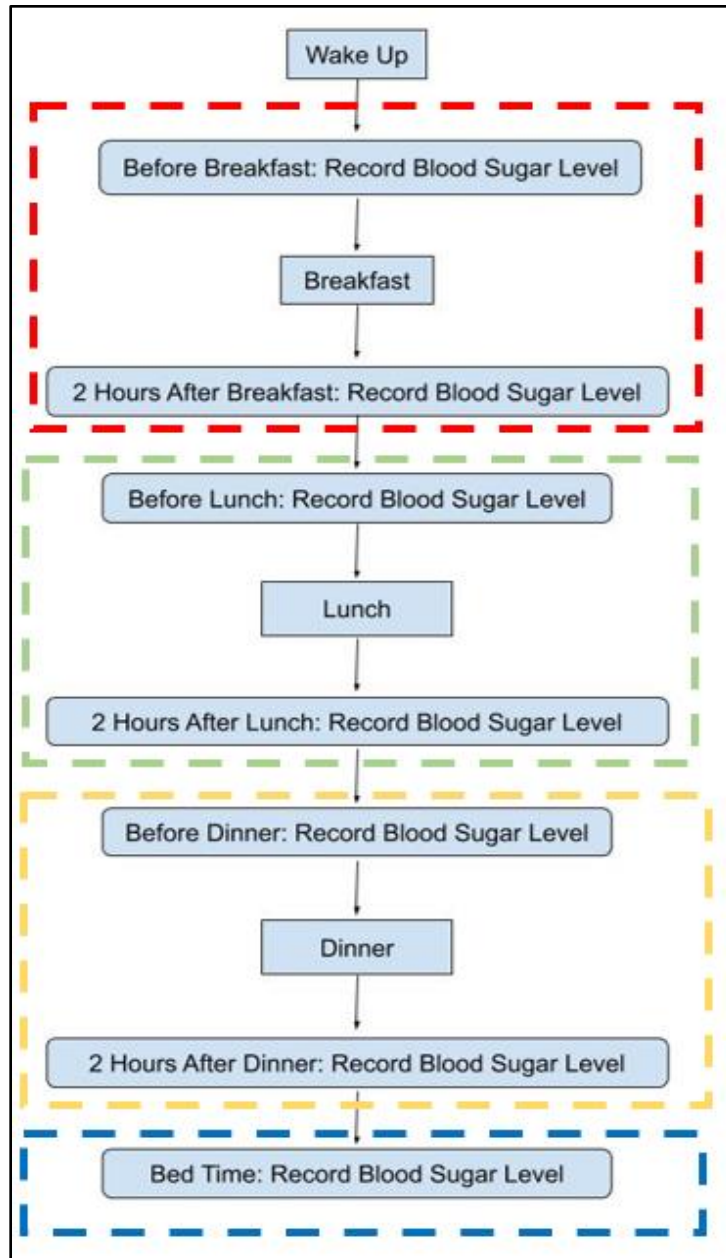 Wake Up
Before Breakfast: Record Blood Sugar Level
Breakfast
2 Hours After Breakfast: Record Blood Sugar Level
Before Lunch: Record Blood Sugar Level
Lunch
2 Hours After Lunch: Record Blood Sugar Level
Before Dinner: Record Blood Sugar Level
Dinner
2 Hours After Dinner: Record Blood Sugar Level
Bed Time: Record Blood Sugar Level